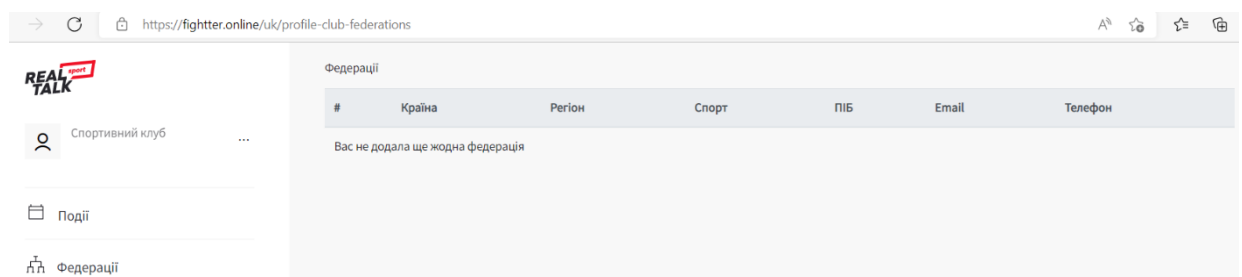 https://fightter.online/uk/profile-club-federations
REAL sport
TALK
Спортивний клуб
...
Події
Федерації
Федерації
# Країна Регіон Спорт ПІБ Email Телефон
Вас не додала ще жодна федерація